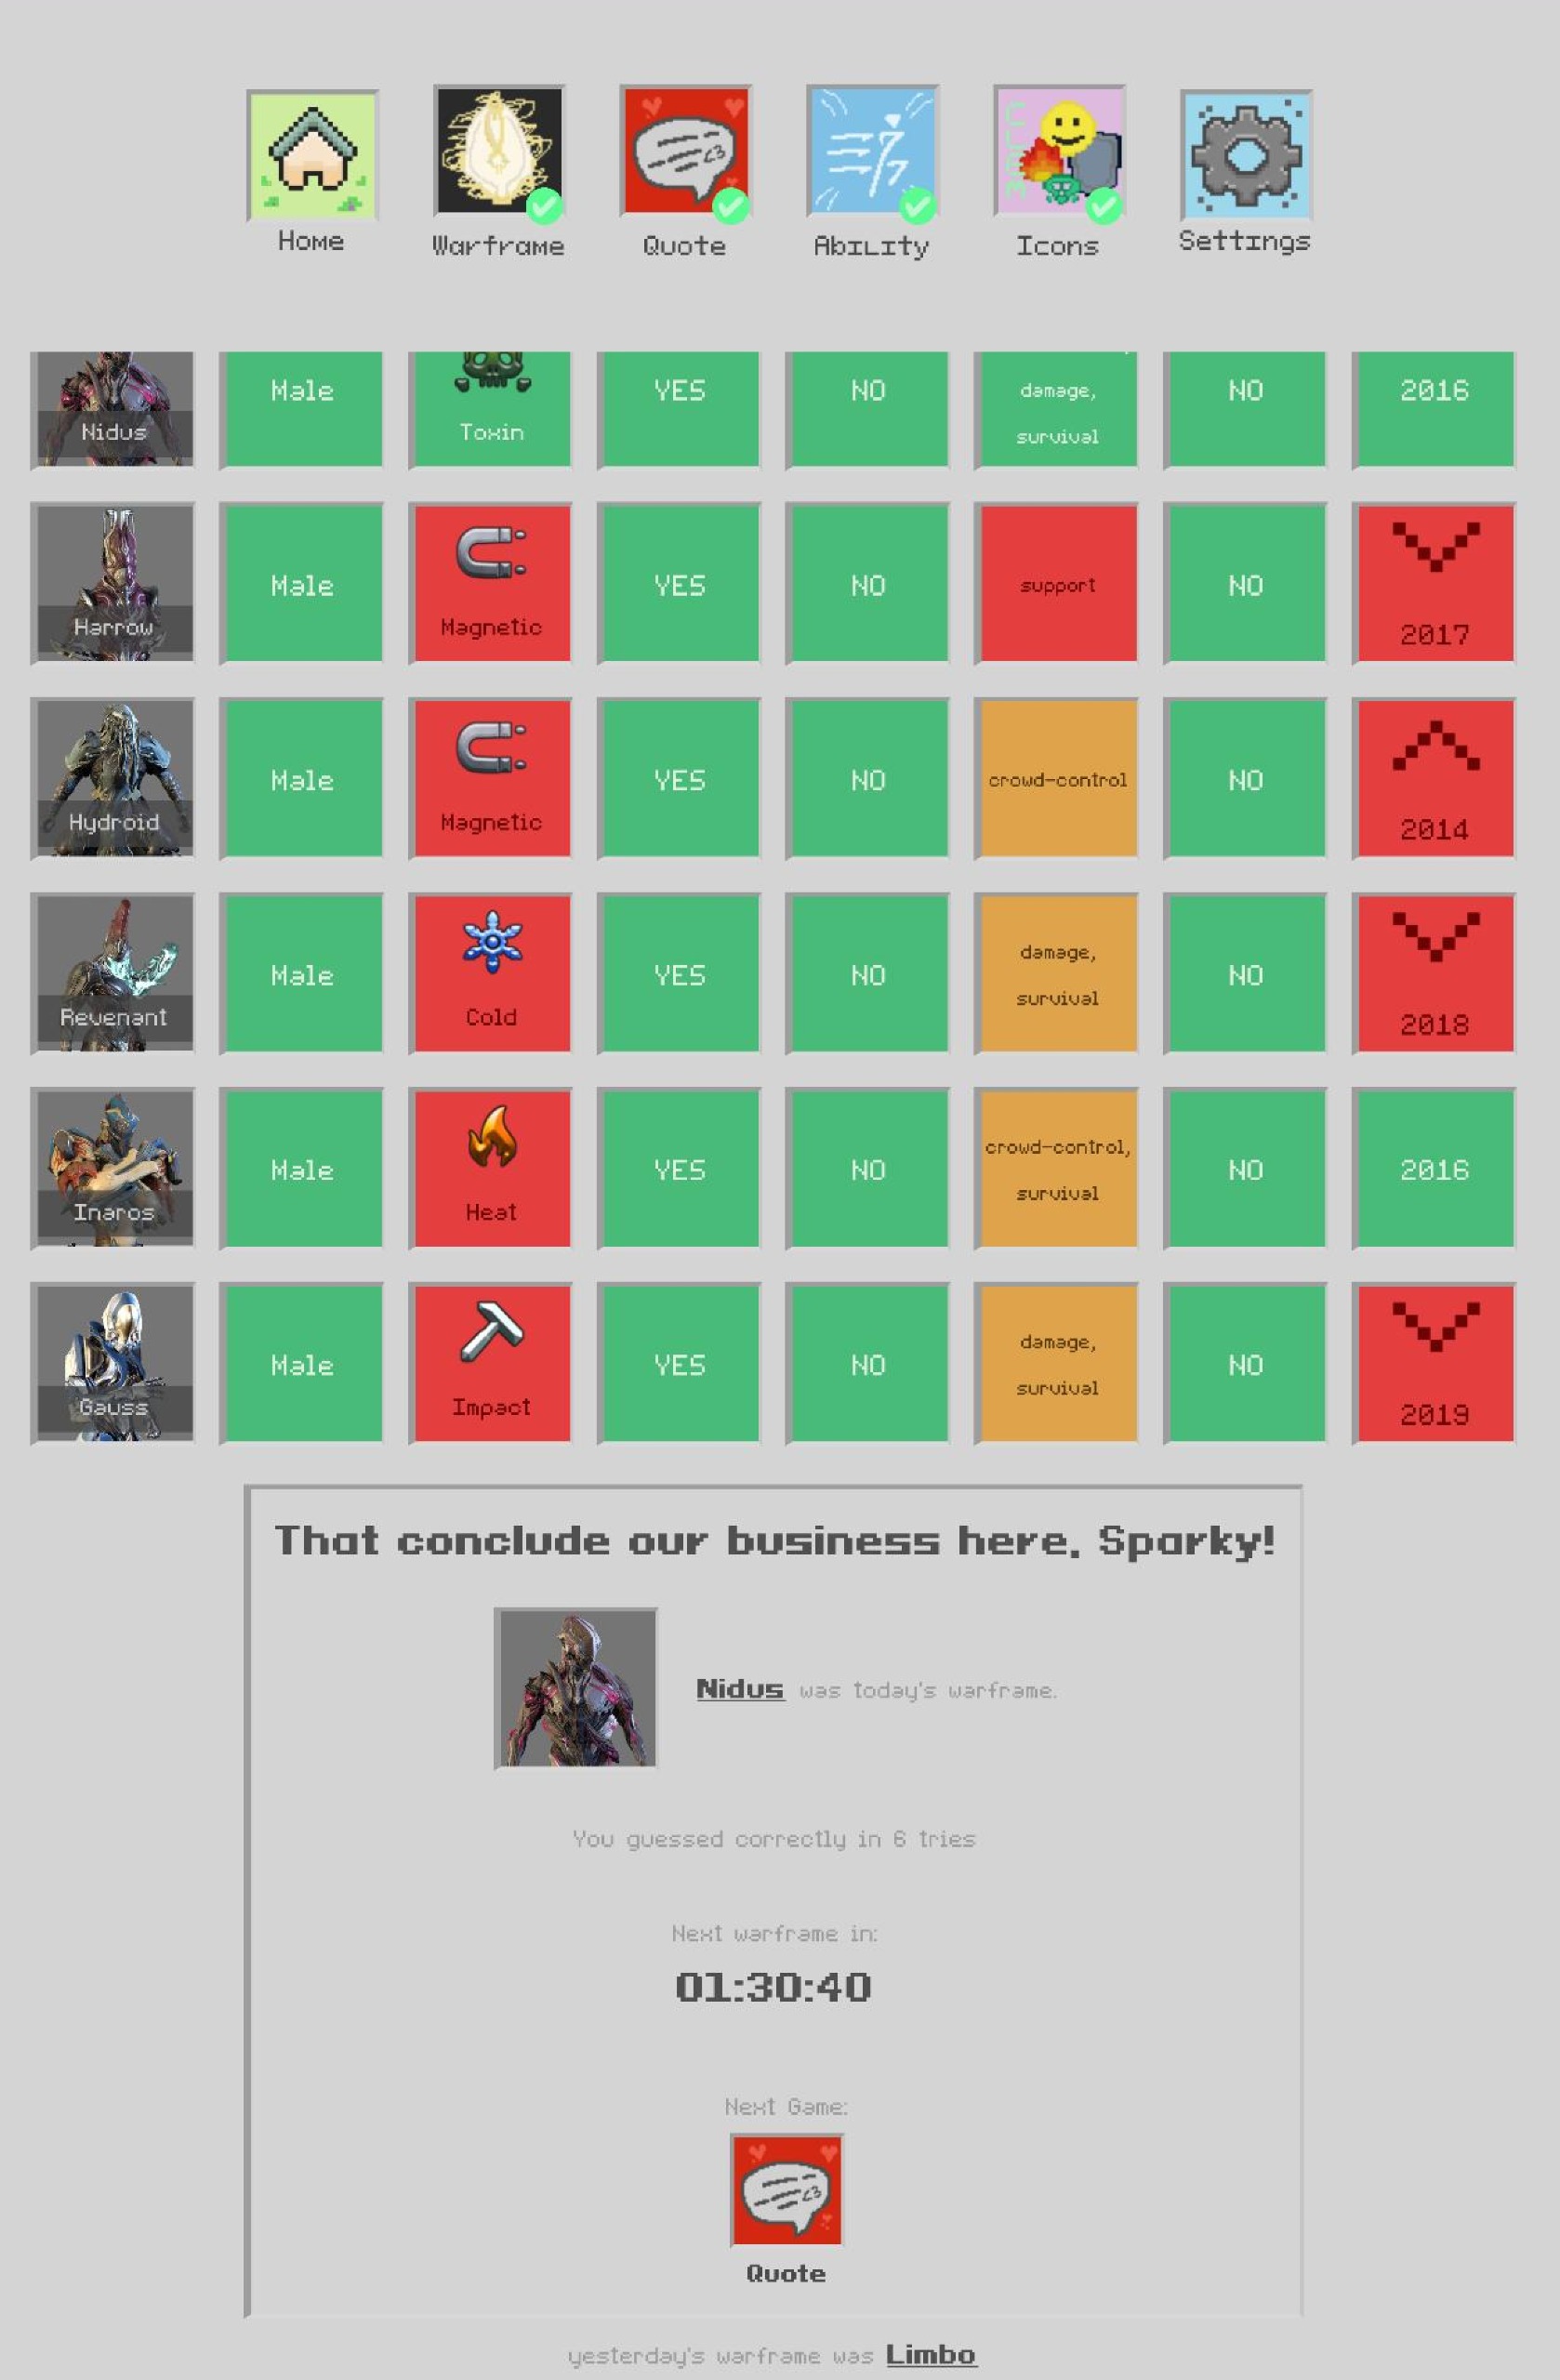 Home Warframe Quote Ability Icons Settings
Nidus Male Toxin YES NO damage, survival NO 2016
Harrow Male Magnetic YES NO support NO 2017
Hydroid Male Magnetic YES NO crowd-control NO 2014
Revenant Male Cold YES NO damage, survival NO 2018
Inaros Male Heat YES NO crowd-control, survival NO 2016
Gauss Male Impact YES NO damage, survival NO 2019
That conclude our business here, Sparky!
Nidus was today's warframe.
You guessed correctly in 6 tries
Next warframe in:
01:30:40
Next Game:
Quote
yesterday's warframe was Limbo